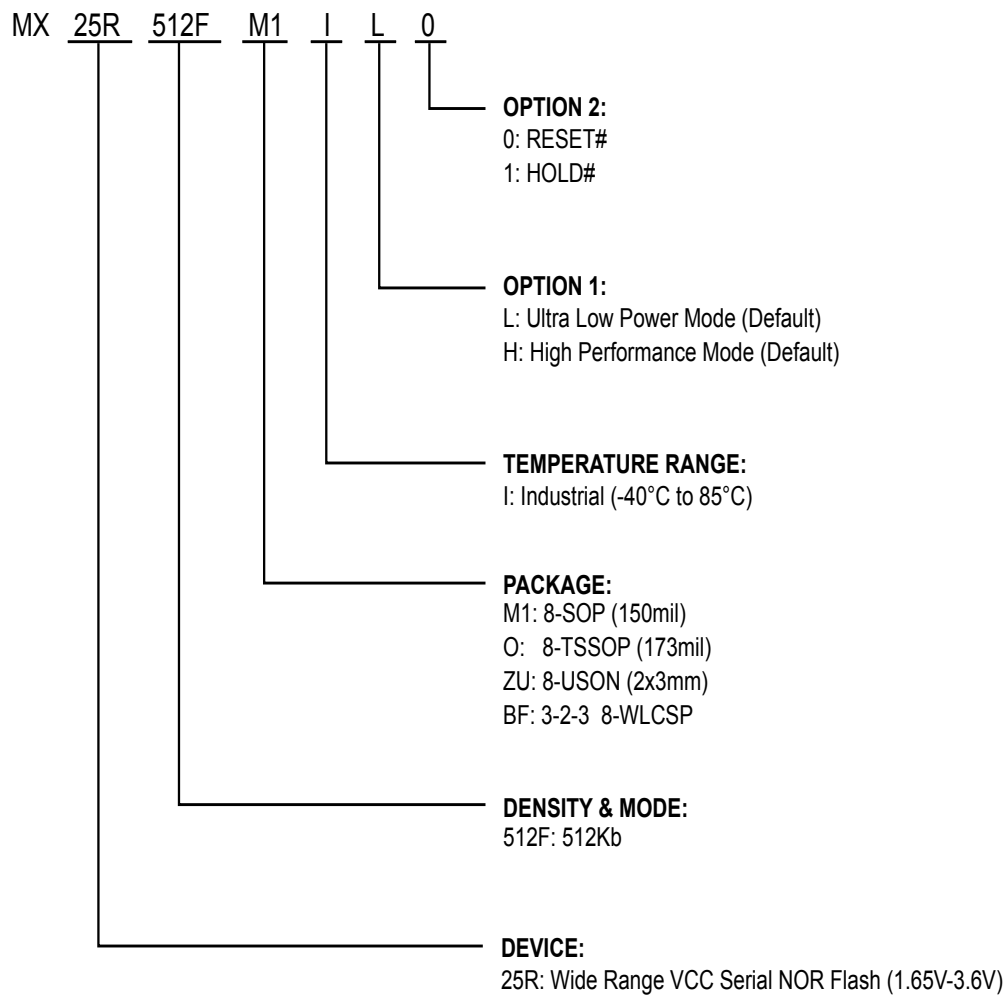 MX 25R 512F M1 I L 0
OPTION 2:
0: RESET#
1: HOLD#
OPTION 1:
L: Ultra Low Power Mode (Default)
H: High Performance Mode (Default)
TEMPERATURE RANGE:
I: Industrial (-40°C to 85°C)
PACKAGE:
M1: 8-SOP (150mil)
O: 8-TSSOP (173mil)
ZU: 8-USON (2x3mm)
BF: 3-2-3 8-WLCSP
DENSITY & MODE:
512F: 512Kb
DEVICE:
25R: Wide Range VCC Serial NOR Flash (1.65V-3.6V)